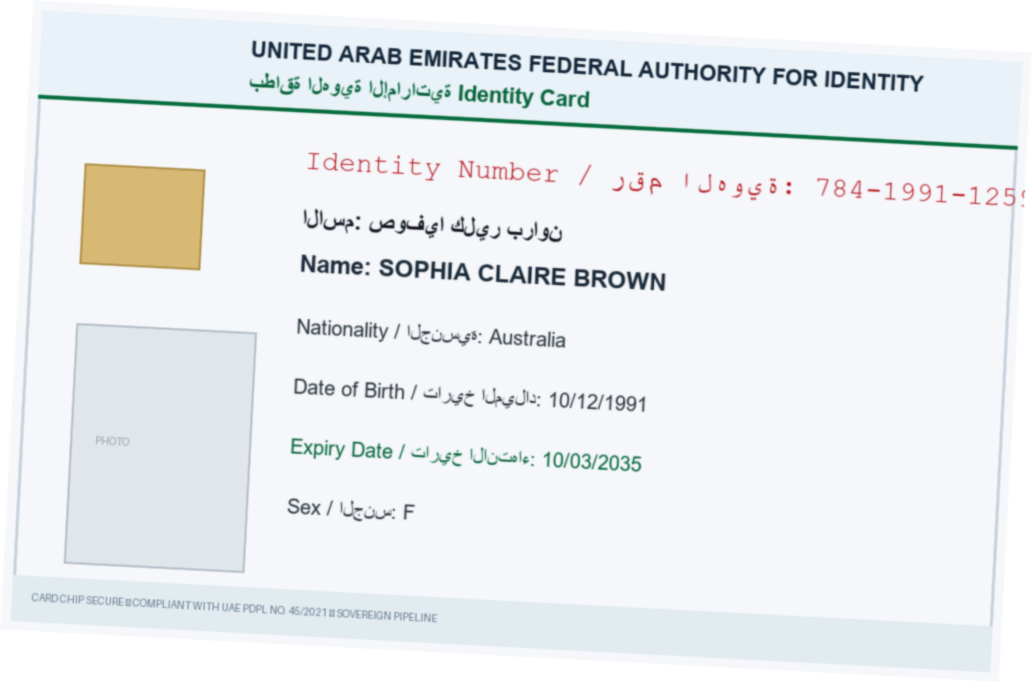 UNITED ARAB EMIRATES FEDERAL AUTHORITY FOR IDENTITY
بطاقة الهوية الإماراتية Identity Card
Identity Number / رقم الهوية: 784-1991-125
الاسم: صوفيا كلير براون
Name: SOPHIA CLAIRE BROWN
Nationality / الجنسية: Australia
Date of Birth / تاريخ الميلاد: 10/12/1991
Expiry Date / تاريخ الانتهاء: 10/03/2035
Sex / الجنس: F
PHOTO
CARD CHIP SECURE COMPLIANT WITH UAE PDPL NO. 45/2021 SOVEREIGN PIPELINE